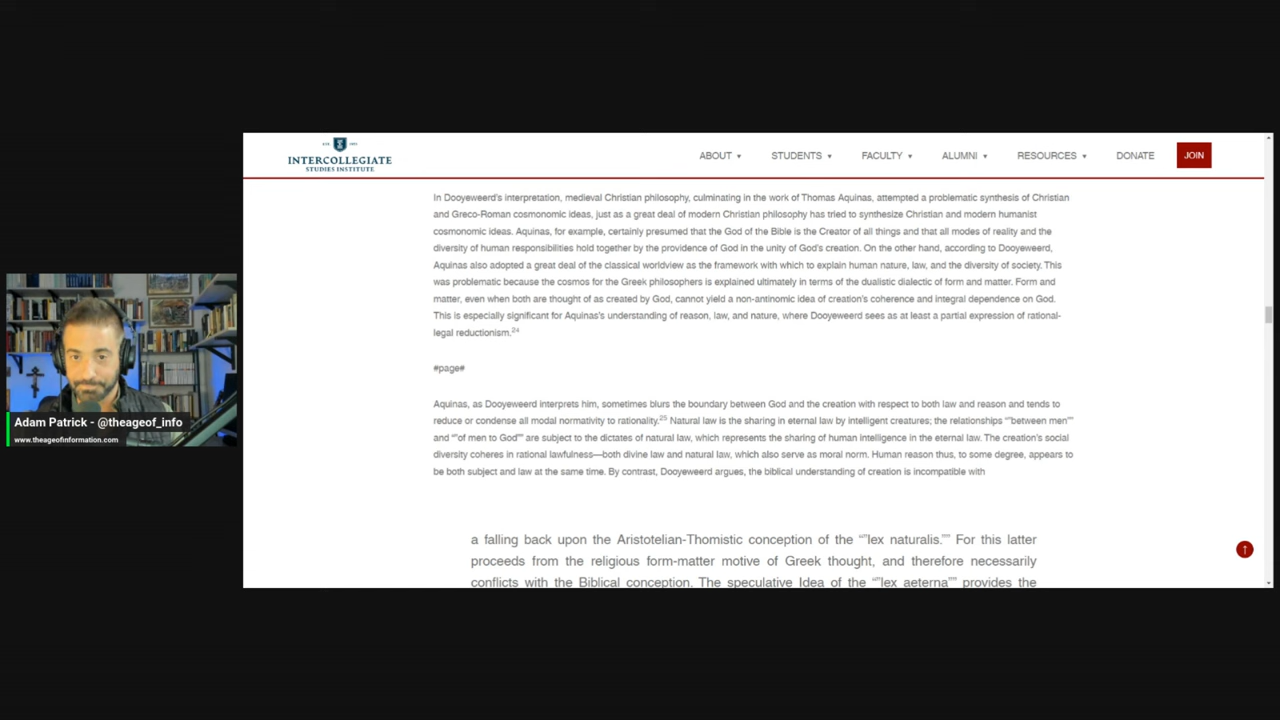 EST. 1953
INTERCOLLEGIATE
STUDIES INSTITUTE
ABOUT ▾ STUDENTS ▾ FACULTY ▾ ALUMNI ▾ RESOURCES ▾ DONATE JOIN
In Dooyeweerd's interpretation, medieval Christian philosophy, culminating in the work of Thomas Aquinas, attempted a problematic synthesis of Christian
and Greco-Roman cosmonomic ideas, just as a great deal of modern Christian philosophy has tried to synthesize Christian and modern humanist
cosmonomic ideas. Aquinas, for example, certainly presumed that the God of the Bible is the Creator of all things and that all modes of reality and the
diversity of human responsibilities hold together by the providence of God in the unity of God's creation. On the other hand, according to Dooyeweerd,
Aquinas also adopted a great deal of the classical worldview as the framework with which to explain human nature, law, and the diversity of society. This
was problematic because the cosmos for the Greek philosophers is explained ultimately in terms of the dualistic dialectic of form and matter. Form and
matter, even when both are thought of as created by God, cannot yield a non-antinomic idea of creation's coherence and integral dependence on God.
This is especially significant for Aquinas's understanding of reason, law, and nature, where Dooyeweerd sees as at least a partial expression of rational-
legal reductionism.24
#page#
Aquinas, as Dooyeweerd interprets him, sometimes blurs the boundary between God and the creation with respect to both law and reason and tends to
reduce or condense all modal normativity to rationality.25 Natural law is the sharing in eternal law by intelligent creatures; the relationships "“between men”"
and "“of men to God”" are subject to the dictates of natural law, which represents the sharing of human intelligence in the eternal law. The creation's social
diversity coheres in rational lawfulness—both divine law and natural law, which also serve as moral norm. Human reason thus, to some degree, appears to
be both subject and law at the same time. By contrast, Dooyeweerd argues, the biblical understanding of creation is incompatible with
a falling back upon the Aristotelian-Thomistic conception of the "“lex naturalis.”" For this latter
proceeds from the religious form-matter motive of Greek thought, and therefore necessarily
conflicts with the Biblical conception. The speculative Idea of the "“lex aeterna”" provides the
Adam Patrick - @theageof_info
www.theageofinformation.com